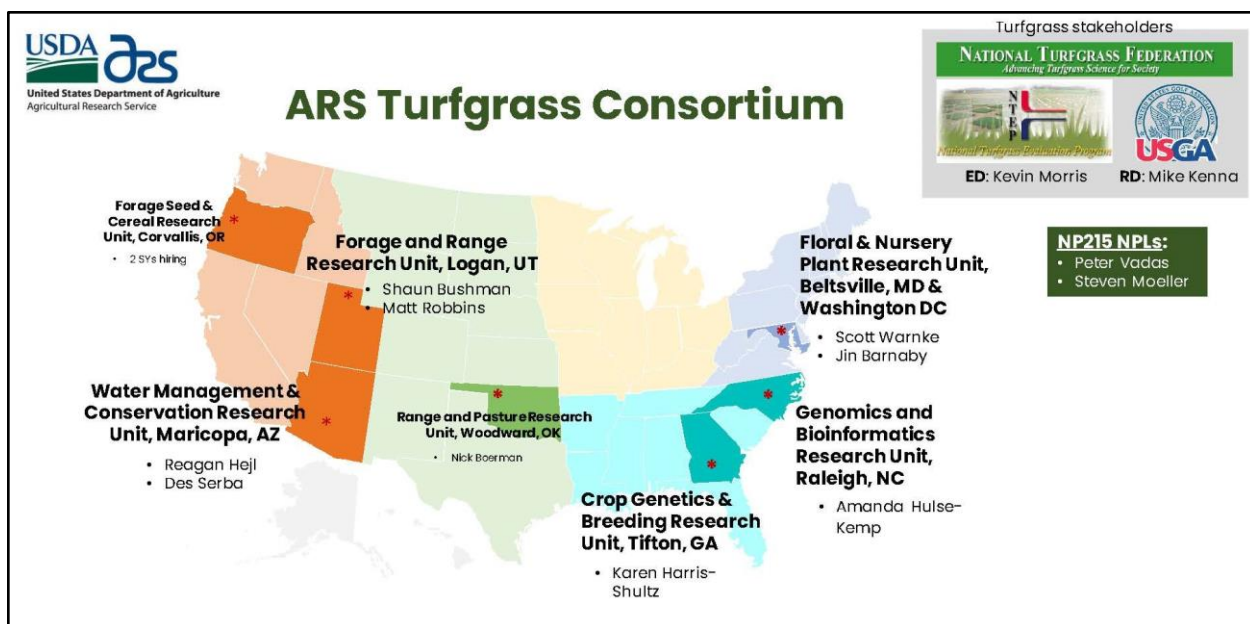 USDA
ars
United States Department of Agriculture
Agricultural Research Service
ARS Turfgrass Consortium
Turfgrass stakeholders
NATIONAL TURFGRASS FEDERATION
Advancing Turfgrass Science for Society
NTEP
National Turfgrass Evaluation Program
UNITED STATES GOLF ASSOCIATION
USGA
ED: Kevin Morris
RD: Mike Kenna
NP215 NPLs:
• Peter Vadas
• Steven Moeller
Forage Seed &
Cereal Research
Unit, Corvallis, OR
• 2 SYs hiring
*
Forage and Range
Research Unit, Logan, UT
*
• Shaun Bushman
• Matt Robbins
Water Management &
Conservation Research
Unit, Maricopa, AZ
*
• Reagan Hejl
• Des Serba
*
Range and Pasture Research
Unit, Woodward, OK
• Nick Boerman
Crop Genetics &
Breeding Research
Unit, Tifton, GA
*
• Karen Harris-
Shultz
Floral & Nursery
Plant Research Unit,
Beltsville, MD &
Washington DC
*
• Scott Warnke
• Jin Barnaby
*
Genomics and
Bioinformatics
Research Unit,
Raleigh, NC
• Amanda Hulse-
Kemp